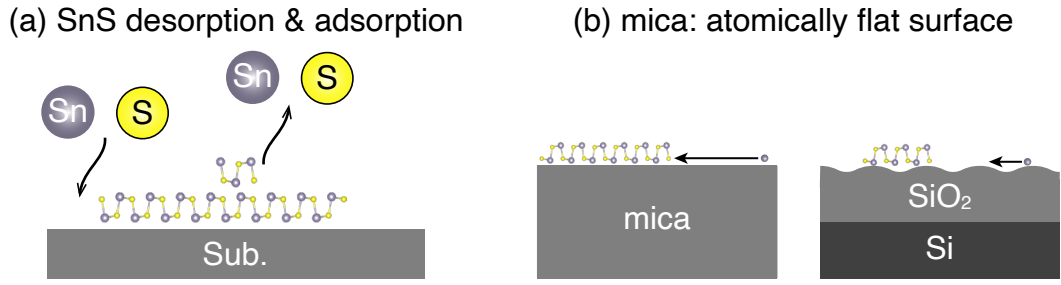 (a) SnS desorption & adsorption
(b) mica: atomically flat surface
Sn S
Sn S
Sub.
mica
SiO₂
Si